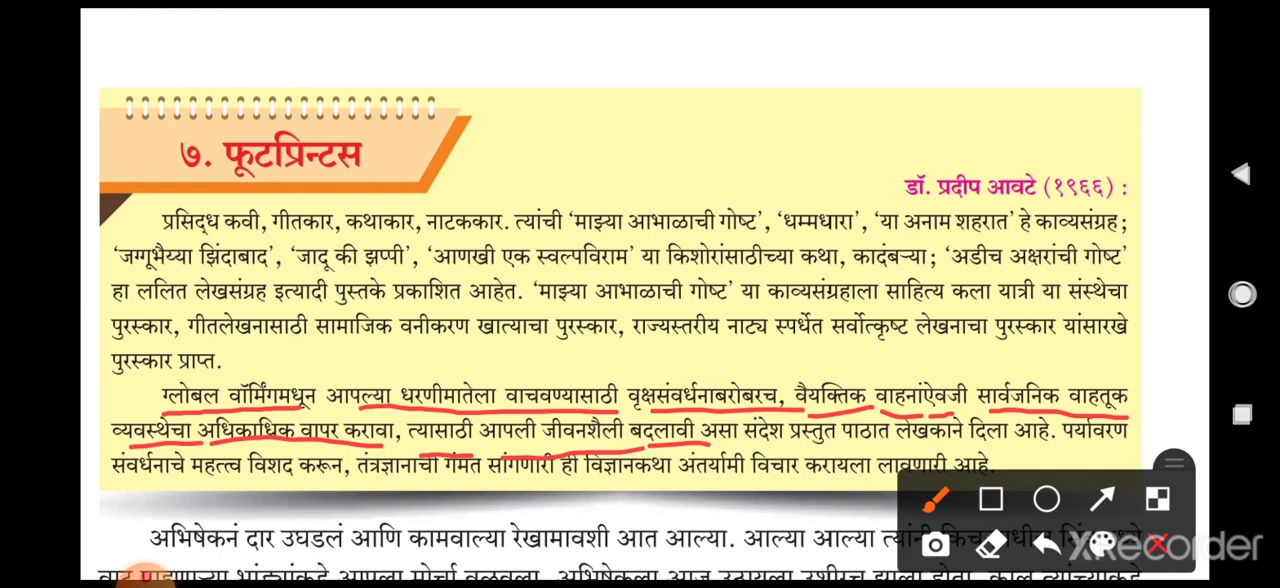 ७. फूटप्रिन्टस
डॉ. प्रदीप आवटे (१९६६) :
प्रसिद्ध कवी, गीतकार, कथाकार, नाटककार. त्यांची 'माझ्या आभाळाची गोष्ट', 'धम्मधारा', 'या अनाम शहरात' हे काव्यसंग्रह;
'जग्गूभैय्या झिंदाबाद', 'जादू की झप्पी', 'आणखी एक स्वल्पविराम' या किशोरांसाठीच्या कथा, कादंबऱ्या; 'अडीच अक्षरांची गोष्ट'
हा ललित लेखसंग्रह इत्यादी पुस्तके प्रकाशित आहेत. 'माझ्या आभाळाची गोष्ट' या काव्यसंग्रहाला साहित्य कला यात्री या संस्थेचा
पुरस्कार, गीतलेखनासाठी सामाजिक वनीकरण खात्याचा पुरस्कार, राज्यस्तरीय नाट्य स्पर्धेत सर्वोत्कृष्ट लेखनाचा पुरस्कार यांसारखे
पुरस्कार प्राप्त.
ग्लोबल वॉर्मिंगमधून आपल्या धरणीमातेला वाचवण्यासाठी वृक्षसंवर्धनाबरोबरच, वैयक्तिक वाहनांऐवजी सार्वजनिक वाहतूक
व्यवस्थेचा अधिकाधिक वापर करावा, त्यासाठी आपली जीवनशैली बदलावी असा संदेश प्रस्तुत पाठात लेखकाने दिला आहे. पर्यावरण
संवर्धनाचे महत्त्व विशद करून, तंत्रज्ञानाची गंमत सांगणारी ही विज्ञानकथा अंतर्यामी विचार करायला लावणारी आहे.
अभिषेकनं दार उघडलं आणि कामवाल्या रेखामावशी आत आल्या. आल्या आल्या त्यांनी
XRecorder